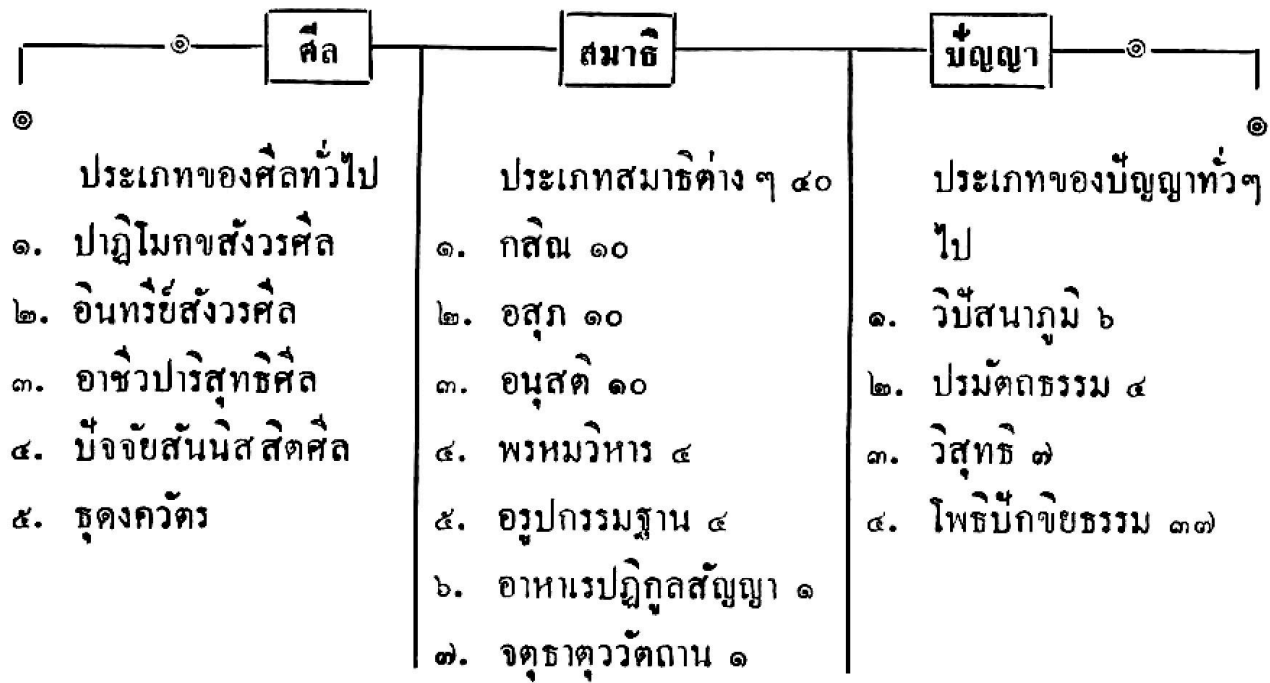 ศีล
ประเภทของศีลทั่วไป
๑. ปาฏิโมกขสังวรศีล
๒. อินทรีย์สังวรศีล
๓. อาชีวปาริสุทธิศีล
๔. ปัจจัยสันนิสสิตศีล
๕. ธุดงควัตร
สมาธิ
ประเภทสมาธิต่าง ๆ ๔๐
๑. กสิณ ๑๐
๒. อสุภ ๑๐
๓. อนุสติ ๑๐
๔. พรหมวิหาร ๔
๕. อรูปกรรมฐาน ๔
๖. อาหาเรปฏิกูลสัญญา ๑
๗. จตุธาตุววัตถาน ๑
ปัญญา
ประเภทของปัญญาทั่วๆ
ไป
๑. วิปัสนาภูมิ ๖
๒. ปรมัตถธรรม ๔
๓. วิสุทธิ ๗
๔. โพธิปักขิยธรรม ๓๗